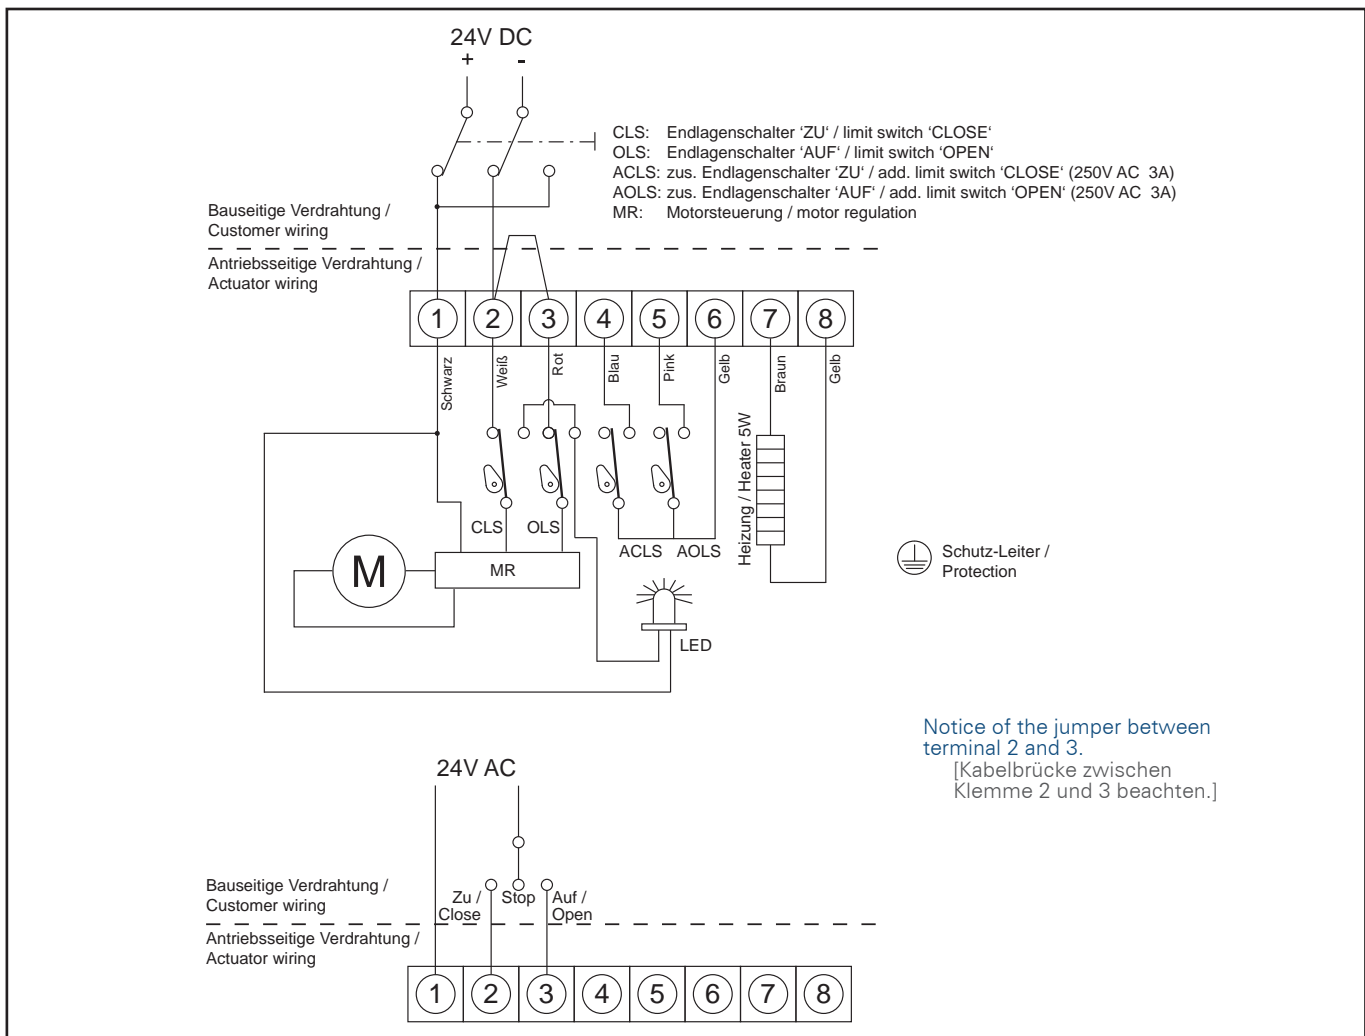 24V DC
+ -
CLS: Endlagenschalter ‘ZU‘ / limit switch ‘CLOSE‘
OLS: Endlagenschalter ‘AUF‘ / limit switch ‘OPEN‘
ACLS: zus. Endlagenschalter ‘ZU‘ / add. limit switch ‘CLOSE‘ (250V AC 3A)
AOLS: zus. Endlagenschalter ‘AUF‘ / add. limit switch ‘OPEN‘ (250V AC 3A)
MR: Motorsteuerung / motor regulation
Bauseitige Verdrahtung /
Customer wiring
Antriebsseitige Verdrahtung /
Actuator wiring
1 2 3 4 5 6 7 8
Schwarz
Weiß
Rot
Blau
Pink
Gelb
Braun
Gelb
Heizung / Heater 5W
CLS OLS
ACLS AOLS
M
MR
LED
Schutz-Leiter /
Protection
Notice of the jumper between
terminal 2 and 3.
[Kabelbrücke zwischen
Klemme 2 und 3 beachten.]
24V AC
Bauseitige Verdrahtung /
Customer wiring
Zu /
Close
Stop
Auf /
Open
Antriebsseitige Verdrahtung /
Actuator wiring
1 2 3 4 5 6 7 8